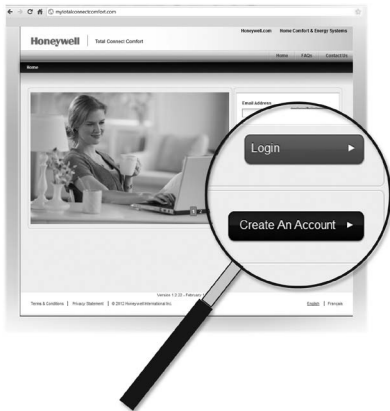 mytotalconnectcomfort.com
Honeywell.com Home Comfort & Energy Systems
Honeywell Total Connect Comfort
Home FAQs Contact Us
Home
Email Address
Login
Create An Account
Terms & Conditions | Privacy Statement | © 2012 Honeywell International Inc.
English | Français